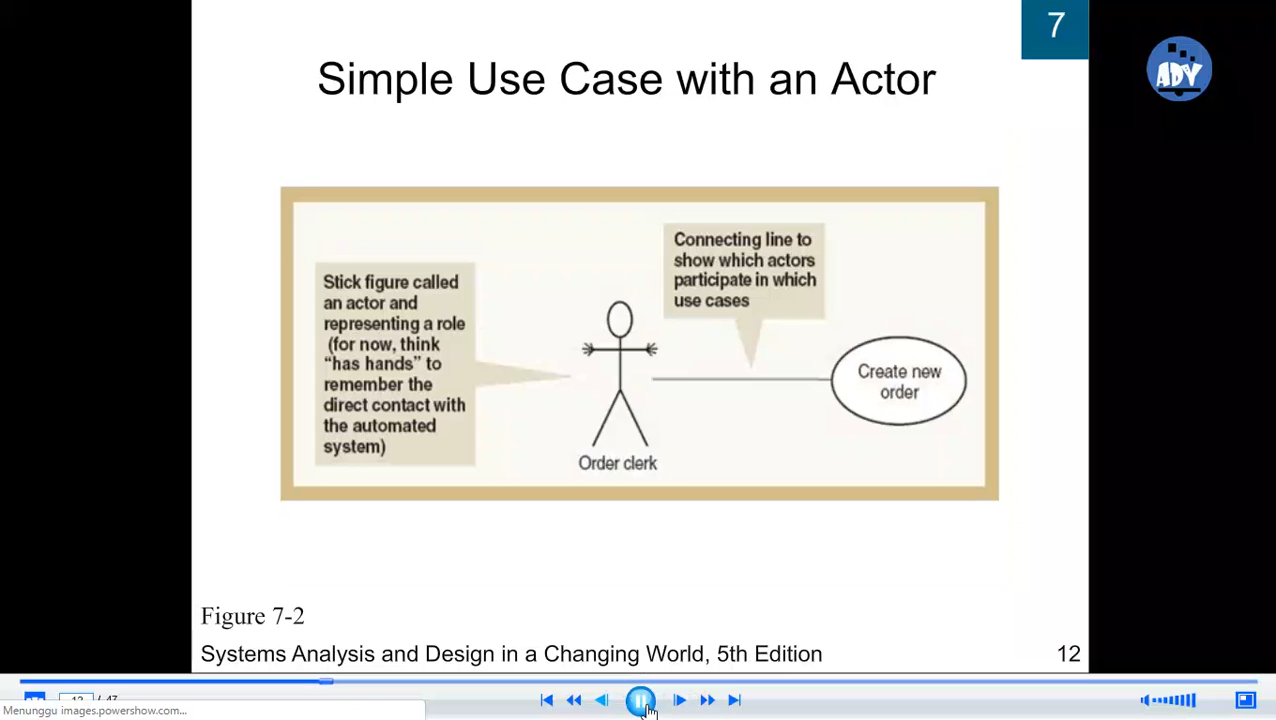 7
ADY
Simple Use Case with an Actor
Connecting line to
show which actors
participate in which
use cases
Stick figure called
an actor and
representing a role
(for now, think
“has hands” to
remember the
direct contact with
the automated
system)
Create new
order
Order clerk
Figure 7-2
Systems Analysis and Design in a Changing World, 5th Edition
12
/ 47
Menunggu images.powershow.com...